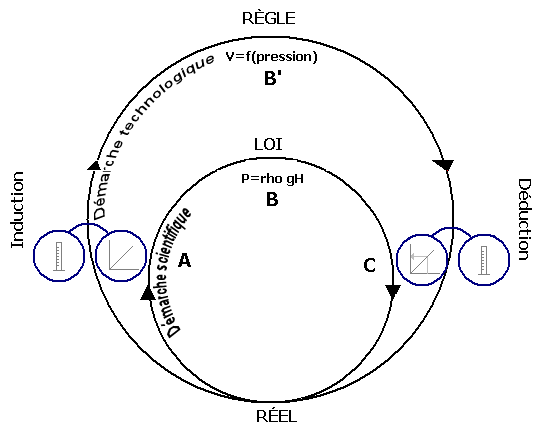 RÈGLE
V=f(pression)
B'
Démarche technologique
LOI
P=rho gH
B
Induction
Démarche scientifique
A
C
Déduction
RÉEL